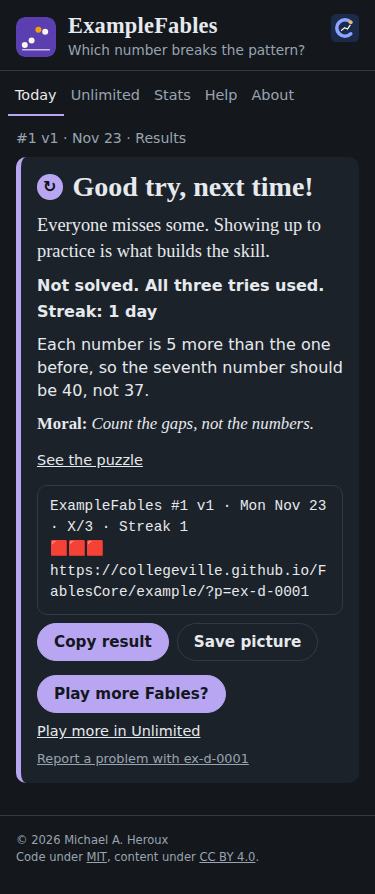 ExampleFables
Which number breaks the pattern?
Today Unlimited Stats Help About
#1 v1 · Nov 23 · Results
↻ Good try, next time!
Everyone misses some. Showing up to
practice is what builds the skill.
Not solved. All three tries used.
Streak: 1 day
Each number is 5 more than the one
before, so the seventh number should
be 40, not 37.
Moral: Count the gaps, not the numbers.
See the puzzle
ExampleFables #1 v1 · Mon Nov 23
· X/3 · Streak 1
🟥🟥🟥
https://collegeville.github.io/F
ablesCore/example/?p=ex-d-0001
Copy result Save picture
Play more Fables?
Play more in Unlimited
Report a problem with ex-d-0001
© 2026 Michael A. Heroux
Code under MIT, content under CC BY 4.0.